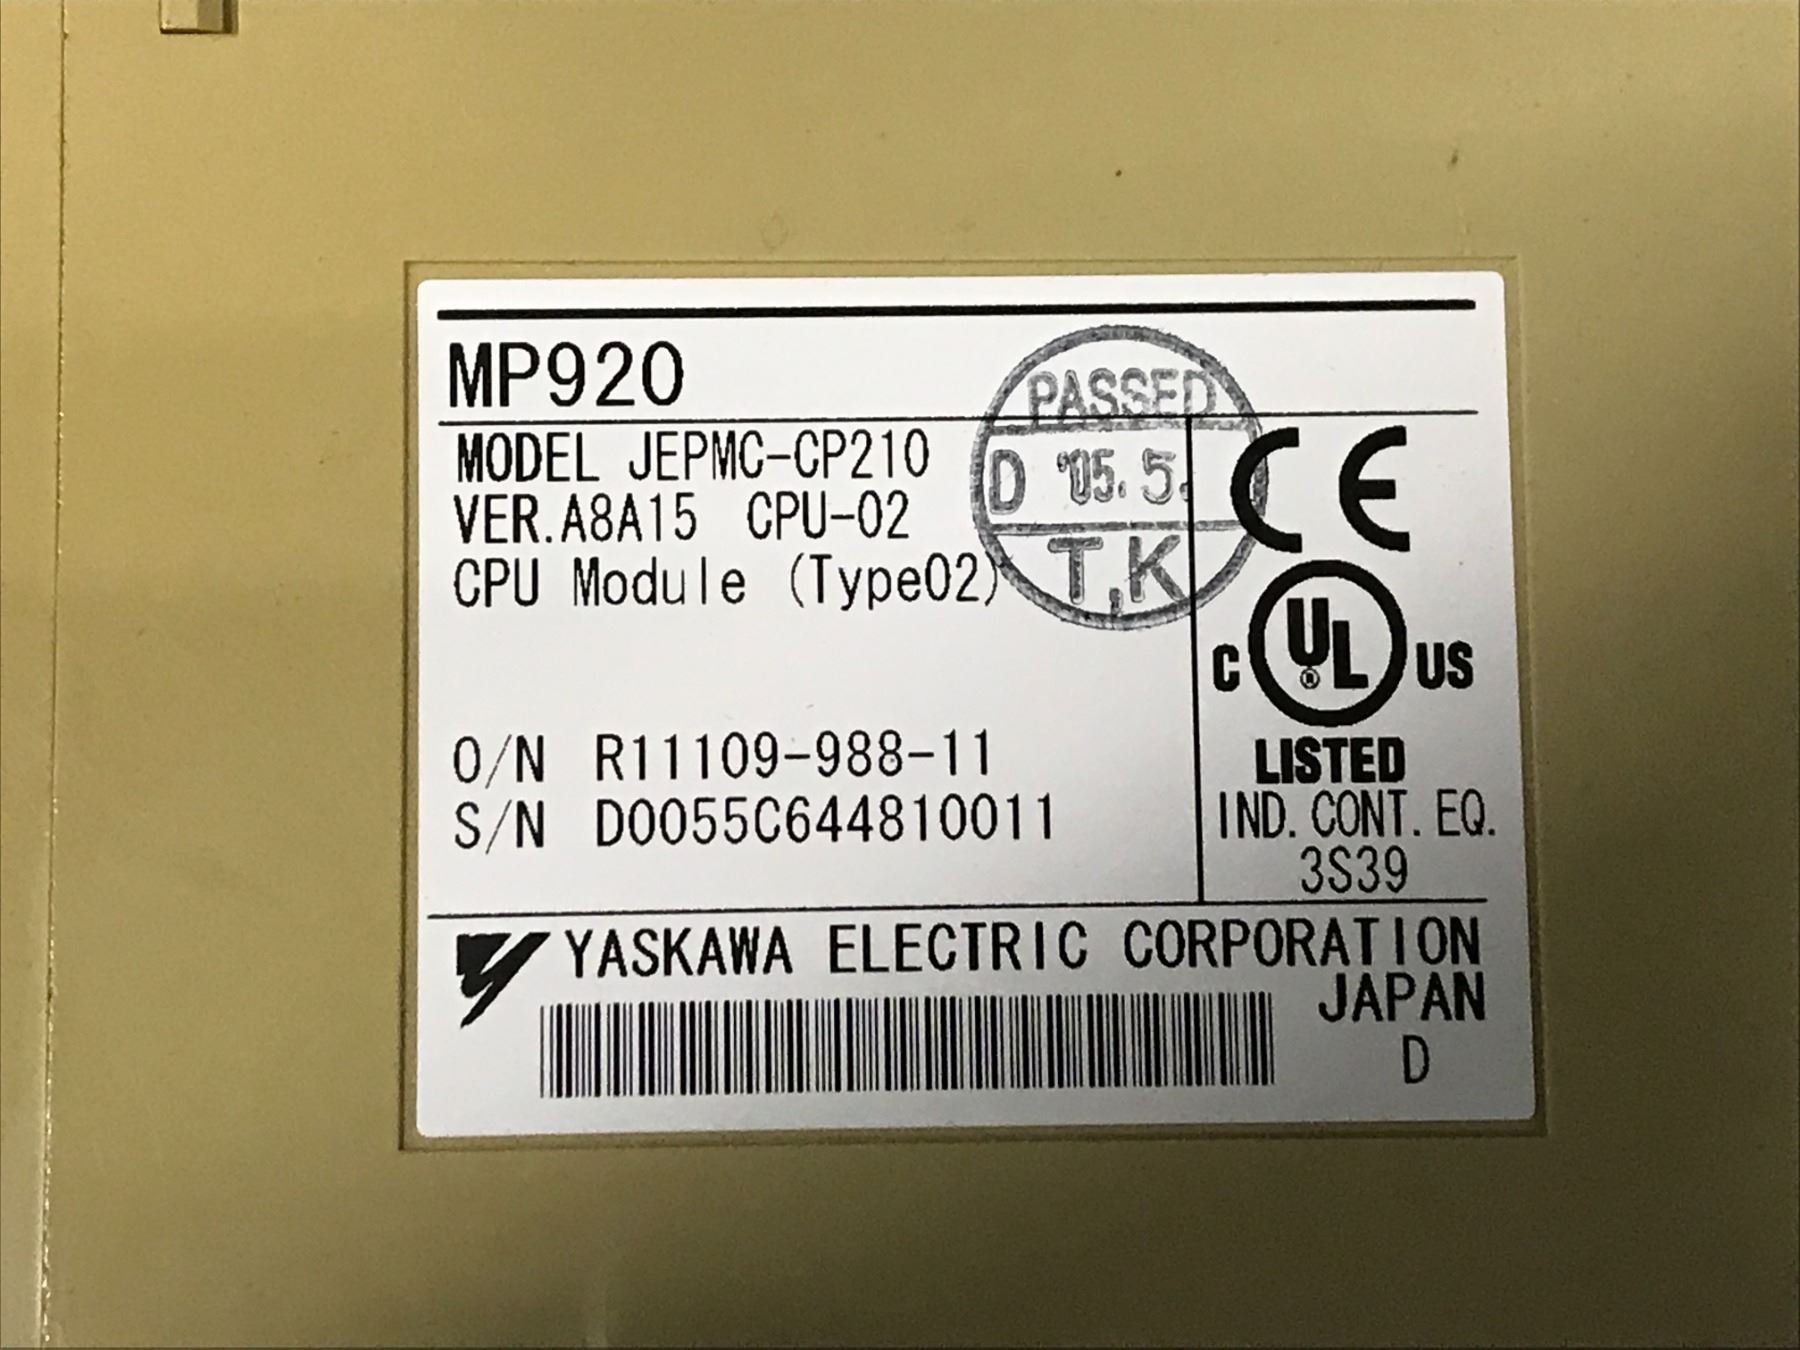 MP920
PASSED
D '05.5.
T,K
MODEL JEPMC-CP210
VER.A8A15 CPU-02
CPU Module (Type02)
CE
C UL® US
LISTED
IND. CONT. EQ.
3S39
O/N R11109-988-11
S/N D0055C644810011
YASKAWA ELECTRIC CORPORATION
JAPAN
D